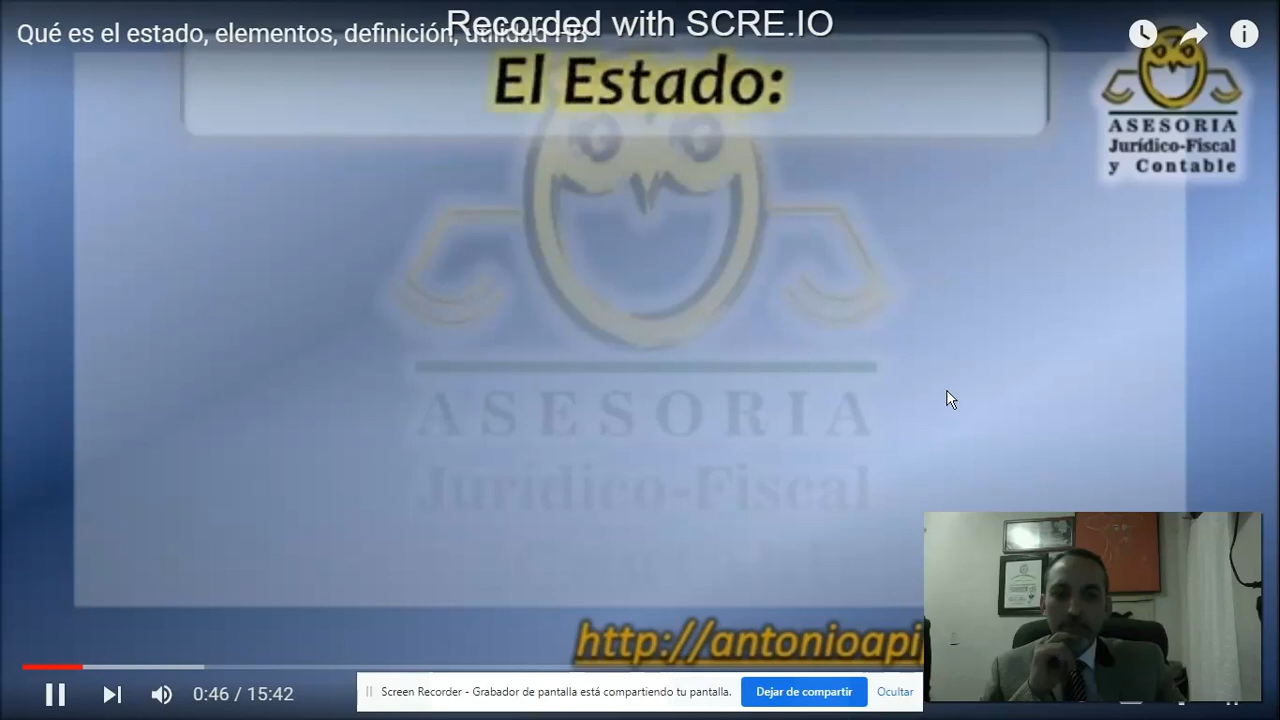 Recorded with SCRE.IO
Qué es el estado, elementos, definición, utilidad HB
El Estado:
ASESORIA
Jurídico-Fiscal
y Contable
ASESORIA
Jurídico-Fiscal
http://antonioapi
Screen Recorder - Grabador de pantalla está compartiendo tu pantalla.
Dejar de compartir
Ocultar
0:46 / 15:42